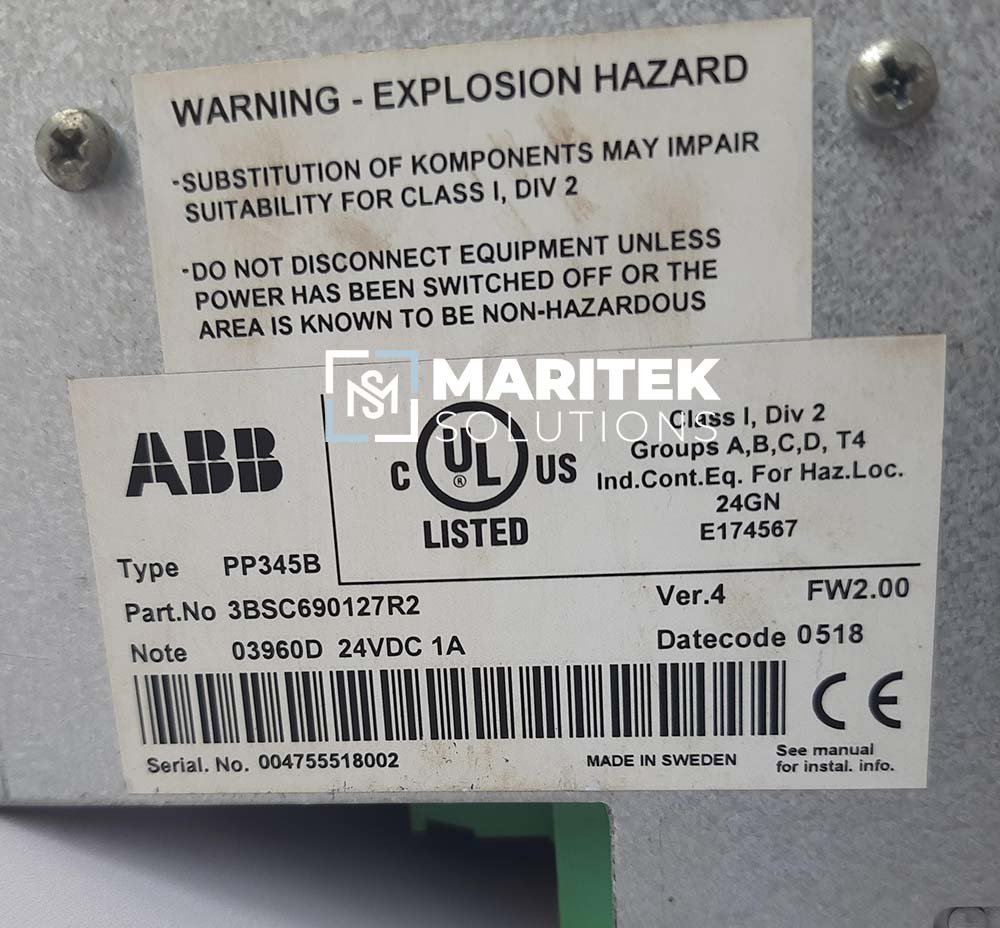 WARNING - EXPLOSION HAZARD
-SUBSTITUTION OF KOMPONENTS MAY IMPAIR
SUITABILITY FOR CLASS I, DIV 2
-DO NOT DISCONNECT EQUIPMENT UNLESS
POWER HAS BEEN SWITCHED OFF OR THE
AREA IS KNOWN TO BE NON-HAZARDOUS
MS MARITEK
SOLUTIONS
ABB
C UL ® US
LISTED
Class I, Div 2
Groups A,B,C,D, T4
Ind.Cont.Eq. For Haz.Loc.
24GN
E174567
Type PP345B
Part.No 3BSC690127R2 Ver.4 FW2.00
Note 03960D 24VDC 1A Datecode 0518
CE
Serial. No. 004755518002 MADE IN SWEDEN
See manual
for instal. info.